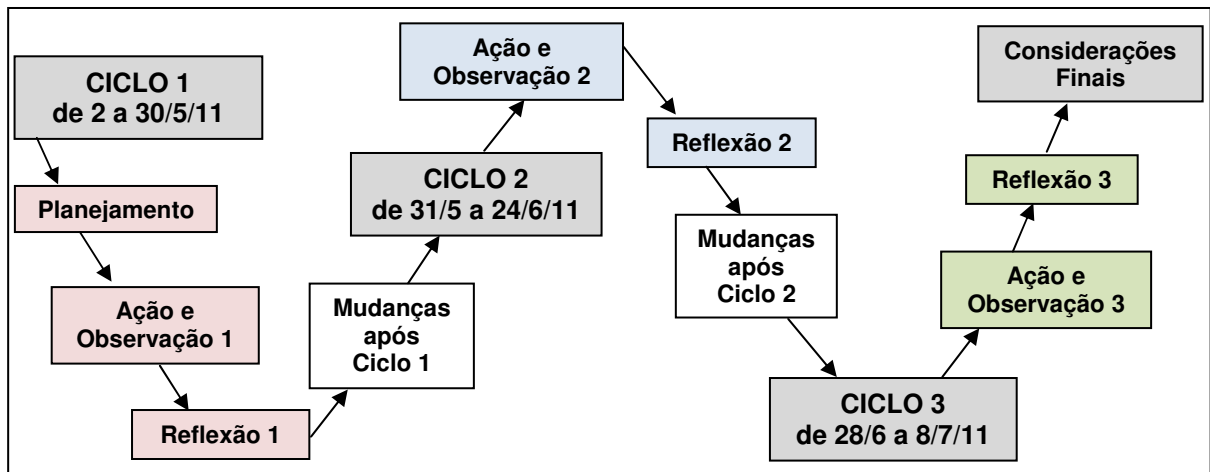 CICLO 1
de 2 a 30/5/11
Planejamento
Ação e
Observação 1
Reflexão 1
Mudanças
após
Ciclo 1
CICLO 2
de 31/5 a 24/6/11
Ação e
Observação 2
Reflexão 2
Mudanças
após
Ciclo 2
CICLO 3
de 28/6 a 8/7/11
Ação e
Observação 3
Reflexão 3
Considerações
Finais